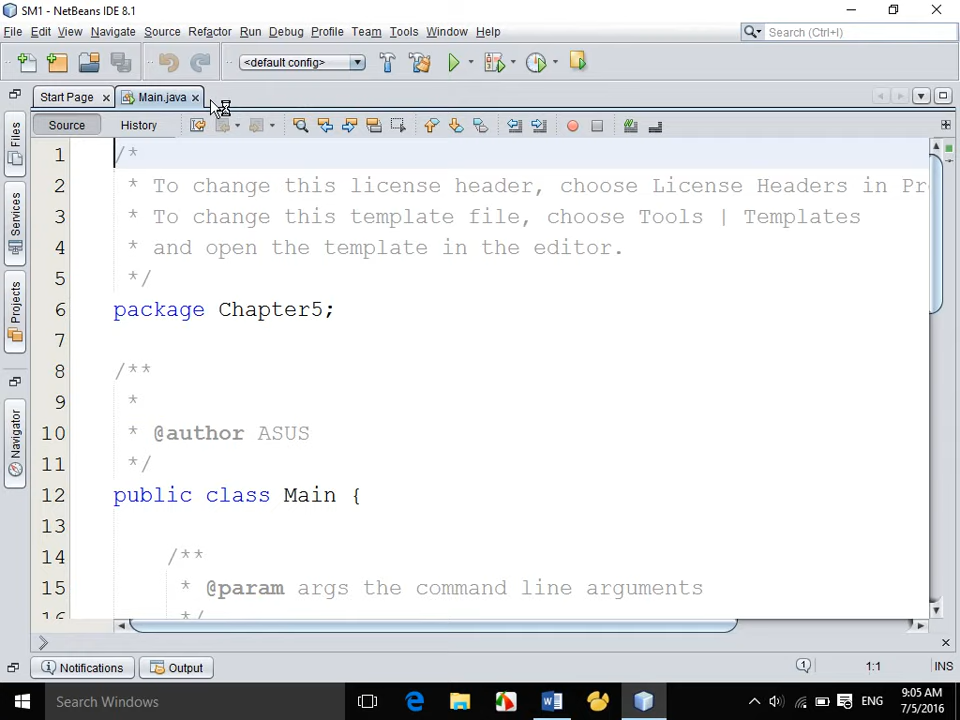 SM1 - NetBeans IDE 8.1
File Edit View Navigate Source Refactor Run Debug Profile Team Tools Window Help
Search (Ctrl+I)
<default config>
Start Page Main.java
Source History
Files
Services
Projects
Navigator
1 /*
2 * To change this license header, choose License Headers in Pr
3 * To change this template file, choose Tools | Templates
4 * and open the template in the editor.
5 */
6 package Chapter5;
7
8 /**
9 *
10 * @author ASUS
11 */
12 public class Main {
13
14 /**
15 * @param args the command line arguments
16 */
Notifications Output
1 1:1 INS
Search Windows
ENG
9:05 AM
7/5/2016